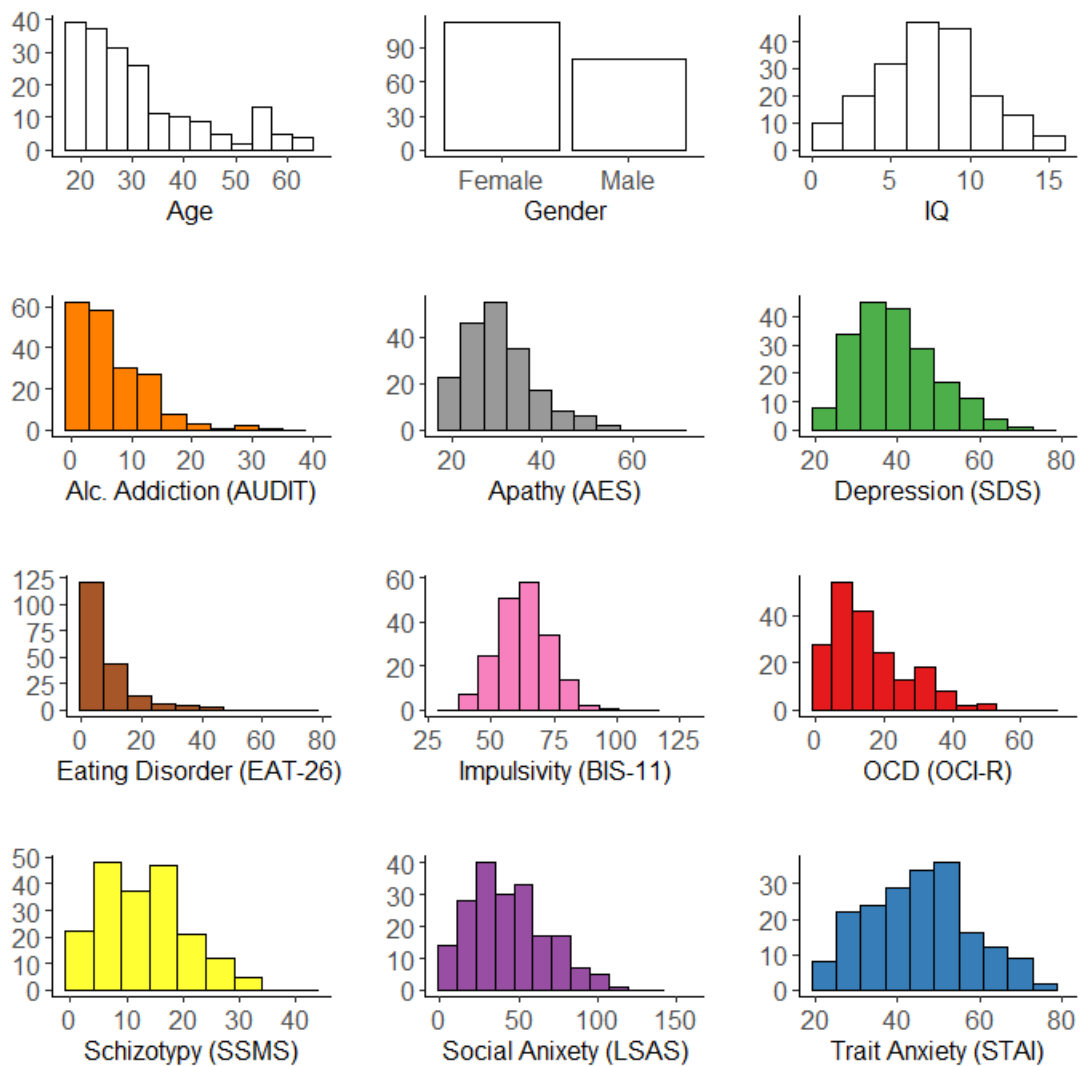 40
30
20
10
0
20 30 40 50 60
Age
90
60
30
0
Female Male
Gender
40
30
20
10
0
0 5 10 15
IQ
60
40
20
0
0 10 20 30 40
Alc. Addiction (AUDIT)
40
20
0
20 40 60
Apathy (AES)
40
30
20
10
0
20 40 60 80
Depression (SDS)
125
100
75
50
25
0
0 20 40 60 80
Eating Disorder (EAT-26)
60
40
20
0
25 50 75 100 125
Impulsivity (BIS-11)
40
20
0
0 20 40 60
OCD (OCI-R)
50
40
30
20
10
0
0 10 20 30 40
Schizotypy (SSMS)
40
30
20
10
0
0 50 100 150
Social Anixety (LSAS)
30
20
10
0
20 40 60 80
Trait Anxiety (STAI)